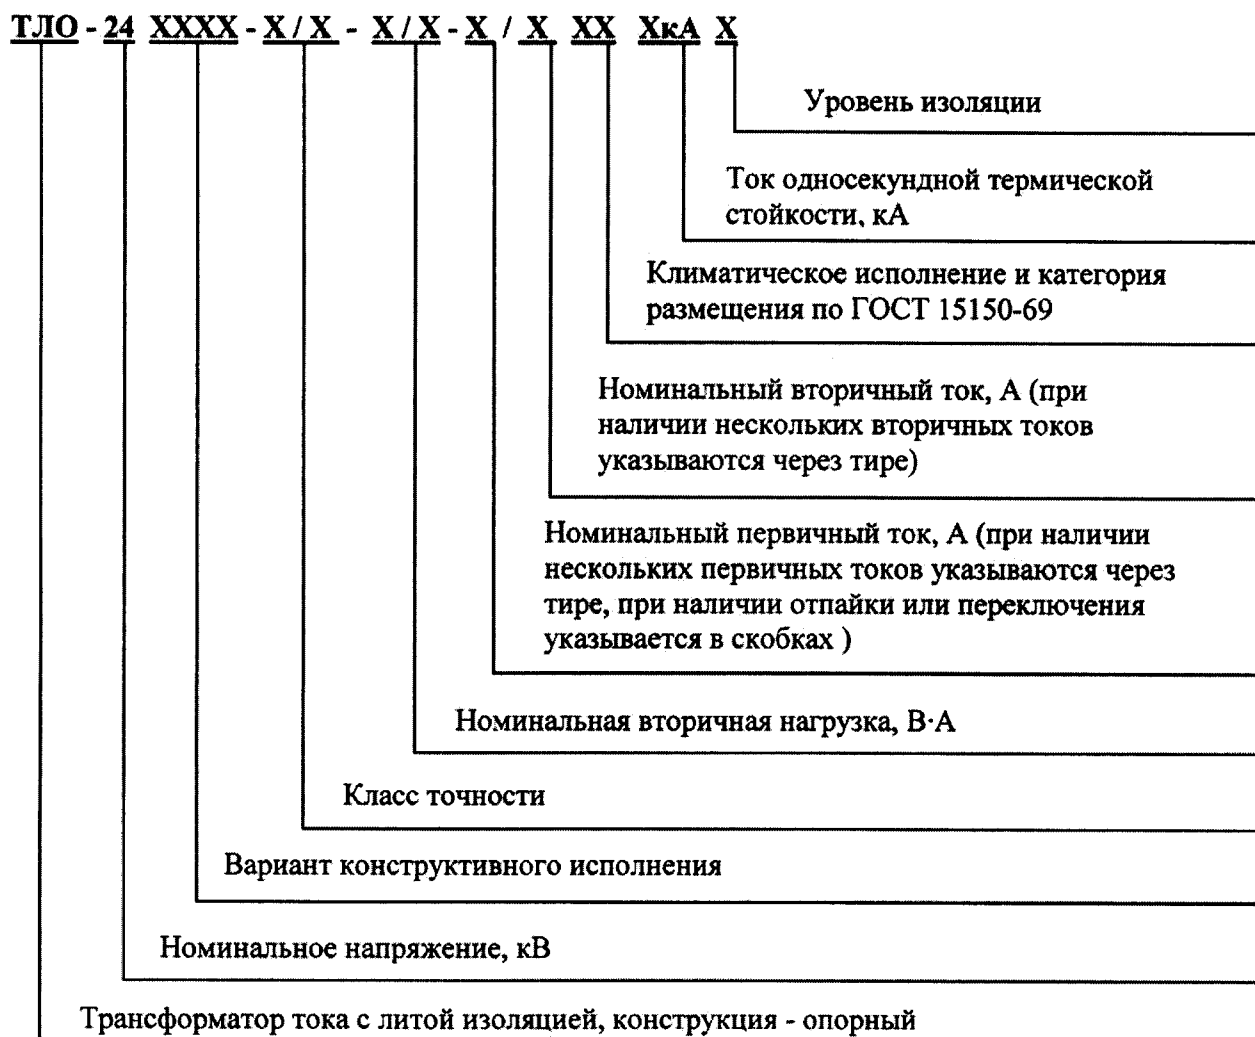 ТЛО - 24 ХХХХ - Х / Х - Х / Х - Х / Х ХХ ХкА Х
Уровень изоляции
Ток односекундной термической
стойкости, кА
Климатическое исполнение и категория
размещения по ГОСТ 15150-69
Номинальный вторичный ток, А (при
наличии нескольких вторичных токов
указываются через тире)
Номинальный первичный ток, А (при наличии
нескольких первичных токов указываются через
тире, при наличии отпайки или переключения
указывается в скобках )
Номинальная вторичная нагрузка, В·А
Класс точности
Вариант конструктивного исполнения
Номинальное напряжение, кВ
Трансформатор тока с литой изоляцией, конструкция - опорный